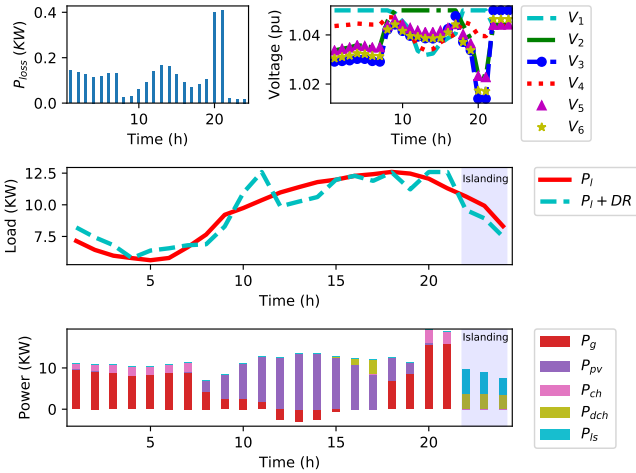 P_loss (KW)
0.4
0.2
0.0
10
20
Time (h)
Voltage (pu)
1.04
1.02
10
20
Time (h)
V_1
V_2
V_3
V_4
V_5
V_6
Load (KW)
12.5
10.0
7.5
5
10
15
20
Time (h)
Islanding
P_l
P_l + DR
Power (KW)
10
0
5
10
15
20
Time (h)
Islanding
P_g
P_pv
P_ch
P_dch
P_ls